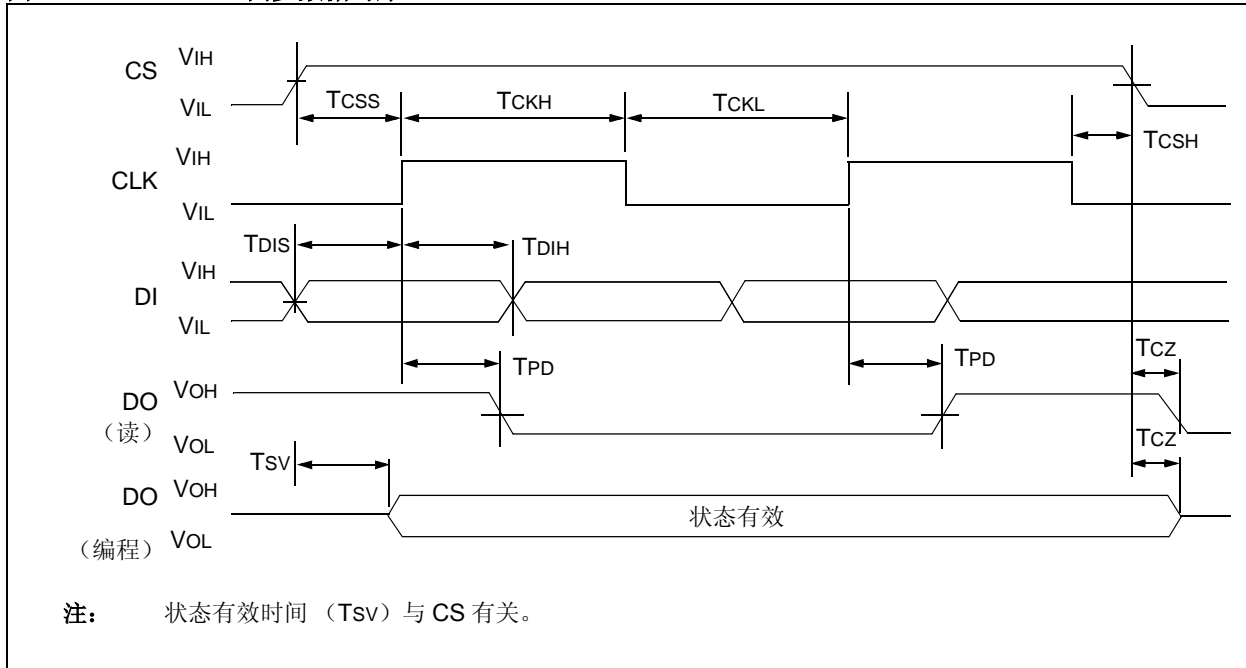 CS
VIH
VIL
TCSS
TCKH
TCKL
TCSH
CLK
VIH
VIL
TDIS
TDIH
DI
VIH
VIL
TPD
TPD
TCZ
DO
（读）
VOH
VOL
TSV
TCZ
DO
（编程）
VOH
VOL
状态有效
注： 状态有效时间 （TSV）与 CS 有关。